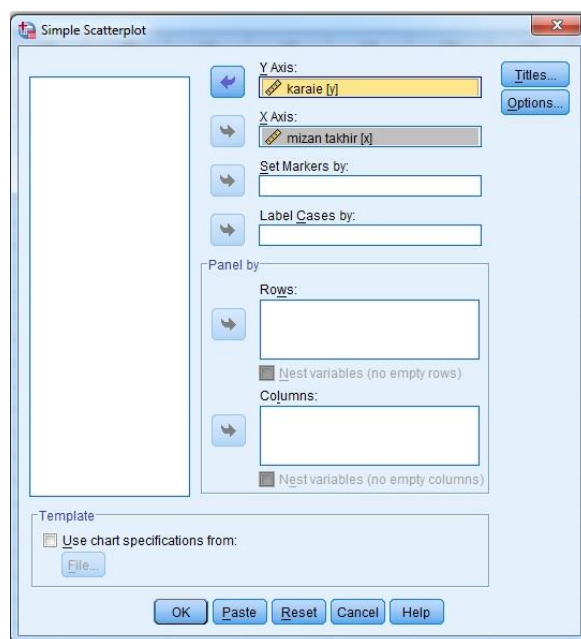 Simple Scatterplot
Y Axis:
karaie [y]
X Axis:
mizan takhir [x]
Set Markers by:
Label Cases by:
Panel by
Rows:
Nest variables (no empty rows)
Columns:
Nest variables (no empty columns)
Titles...
Options...
Template
Use chart specifications from:
File...
OK Paste Reset Cancel Help